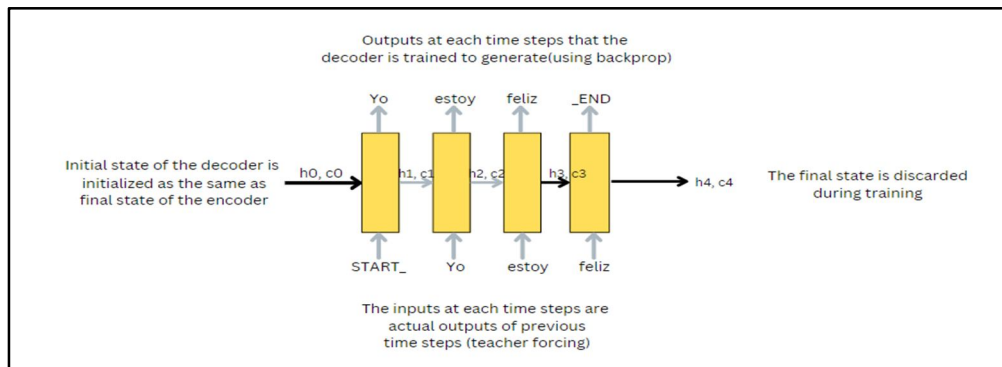 Outputs at each time steps that the
decoder is trained to generate(using backprop)
Yo estoy feliz _END
Initial state of the decoder is
initialized as the same as
final state of the encoder
h0, c0 h1, c1 h2, c2 h3, c3 h4, c4
The final state is discarded
during training
START_ Yo estoy feliz
The inputs at each time steps are
actual outputs of previous
time steps (teacher forcing)